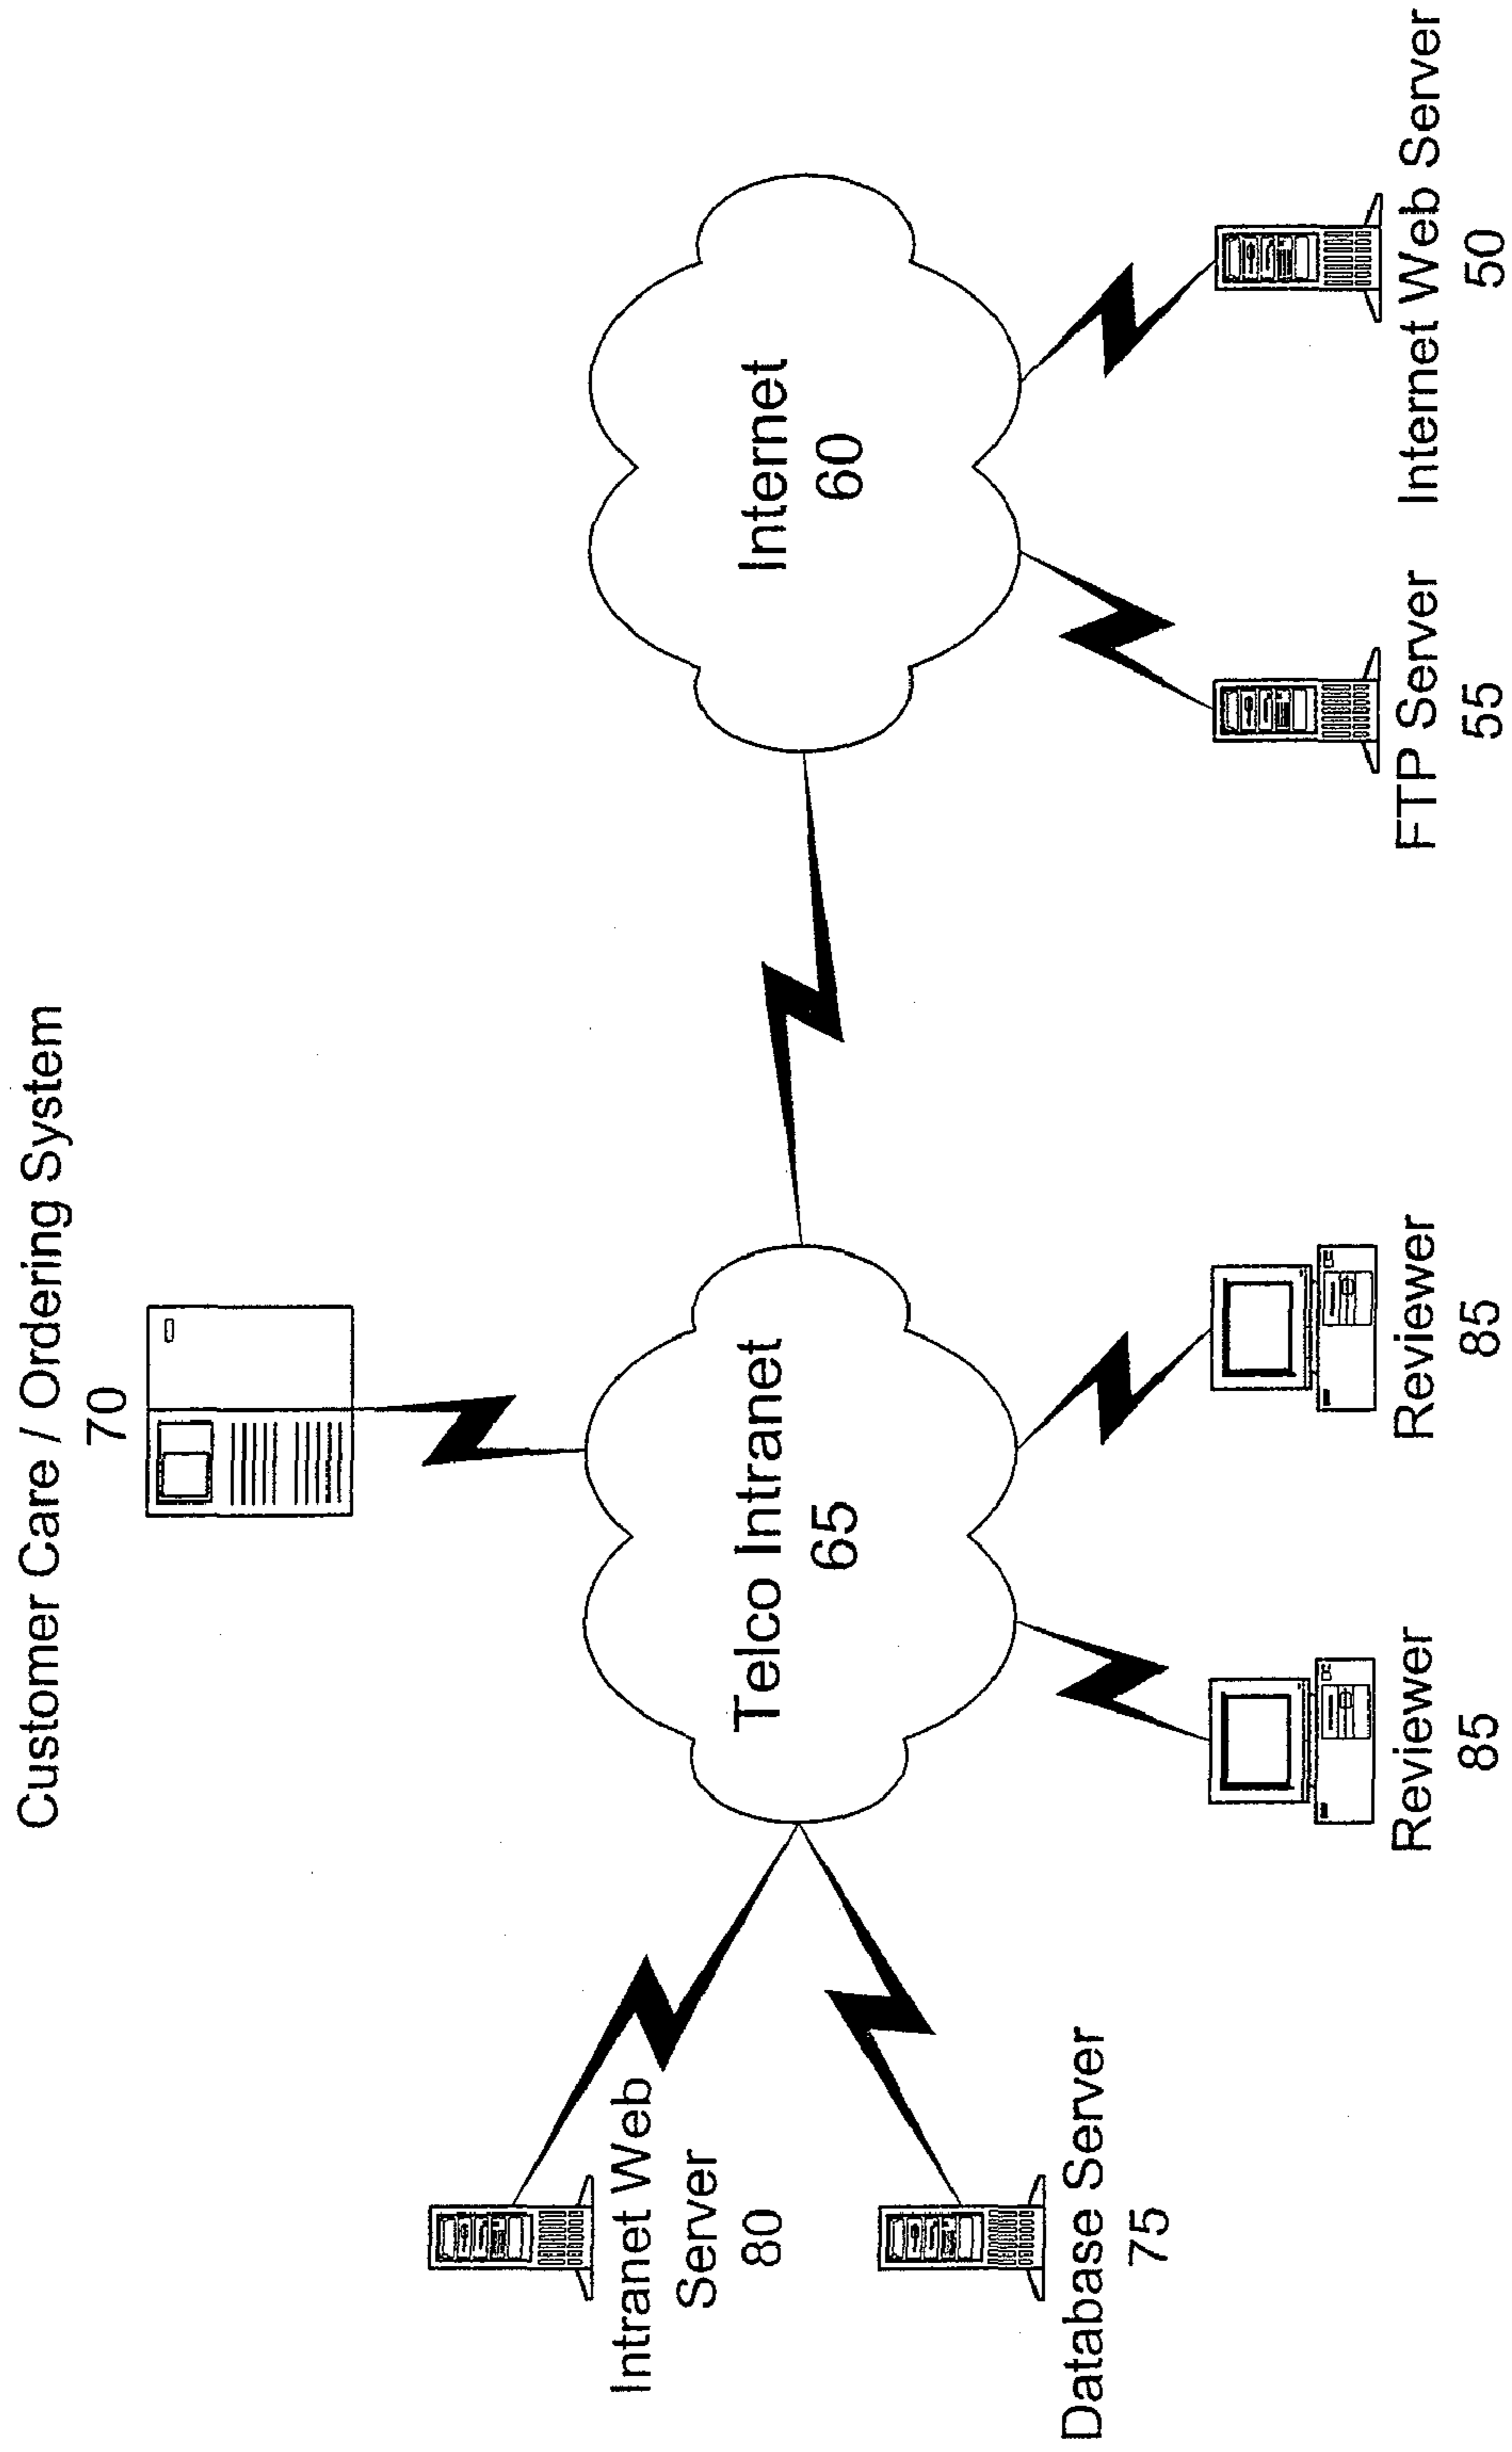 Customer Care / Ordering System
70
Intranet Web
Server
80
Telco Intranet
65
Internet
60
Database Server
75
Reviewer
85
Reviewer
85
FTP Server
55
Internet Web Server
50